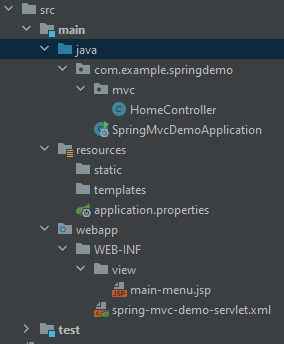 src
main
java
com.example.springdemo
mvc
HomeController
SpringMvcDemoApplication
resources
static
templates
application.properties
webapp
WEB-INF
view
JSP main-menu.jsp
spring-mvc-demo-servlet.xml
test